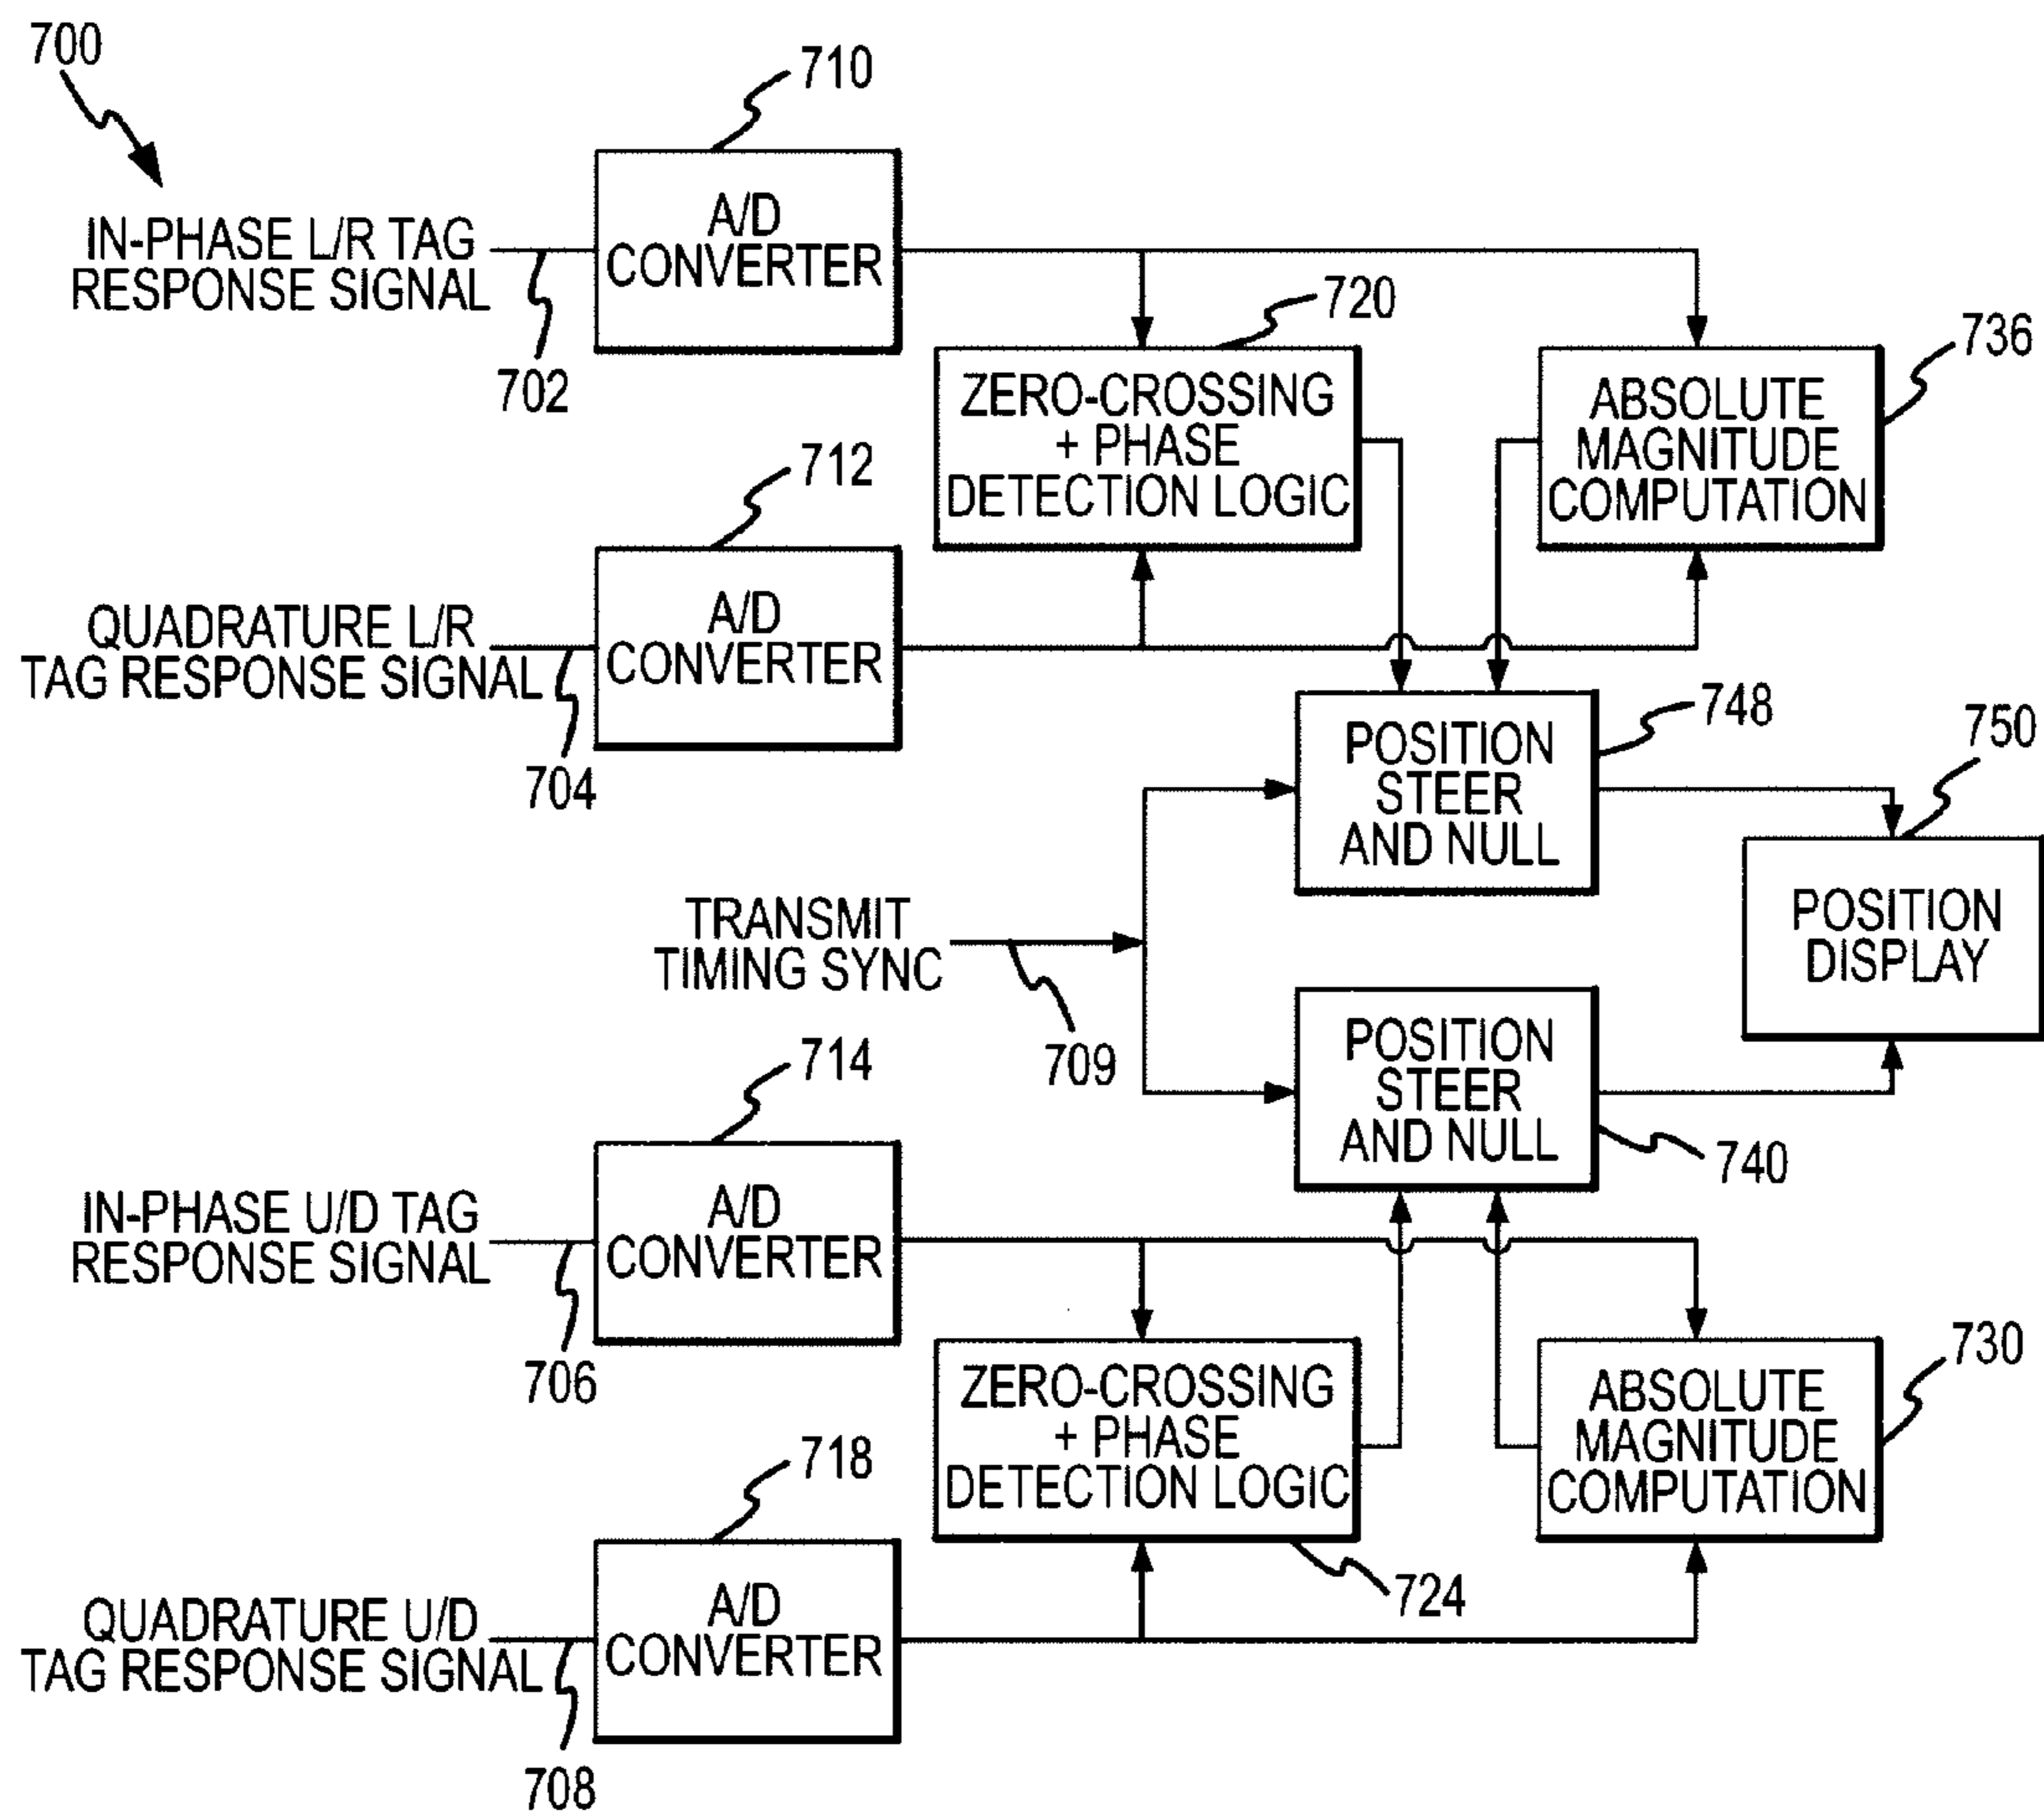 700
710
IN-PHASE L/R TAG
RESPONSE SIGNAL
A/D
CONVERTER
702
720
736
ZERO-CROSSING
+ PHASE
DETECTION LOGIC
ABSOLUTE
MAGNITUDE
COMPUTATION
712
QUADRATURE L/R
TAG RESPONSE SIGNAL
A/D
CONVERTER
704
748
750
POSITION
STEER
AND NULL
TRANSMIT
TIMING SYNC
709
POSITION
DISPLAY
POSITION
STEER
AND NULL
740
714
IN-PHASE U/D TAG
RESPONSE SIGNAL
A/D
CONVERTER
706
730
ZERO-CROSSING
+ PHASE
DETECTION LOGIC
ABSOLUTE
MAGNITUDE
COMPUTATION
718
724
QUADRATURE U/D
TAG RESPONSE SIGNAL
A/D
CONVERTER
708